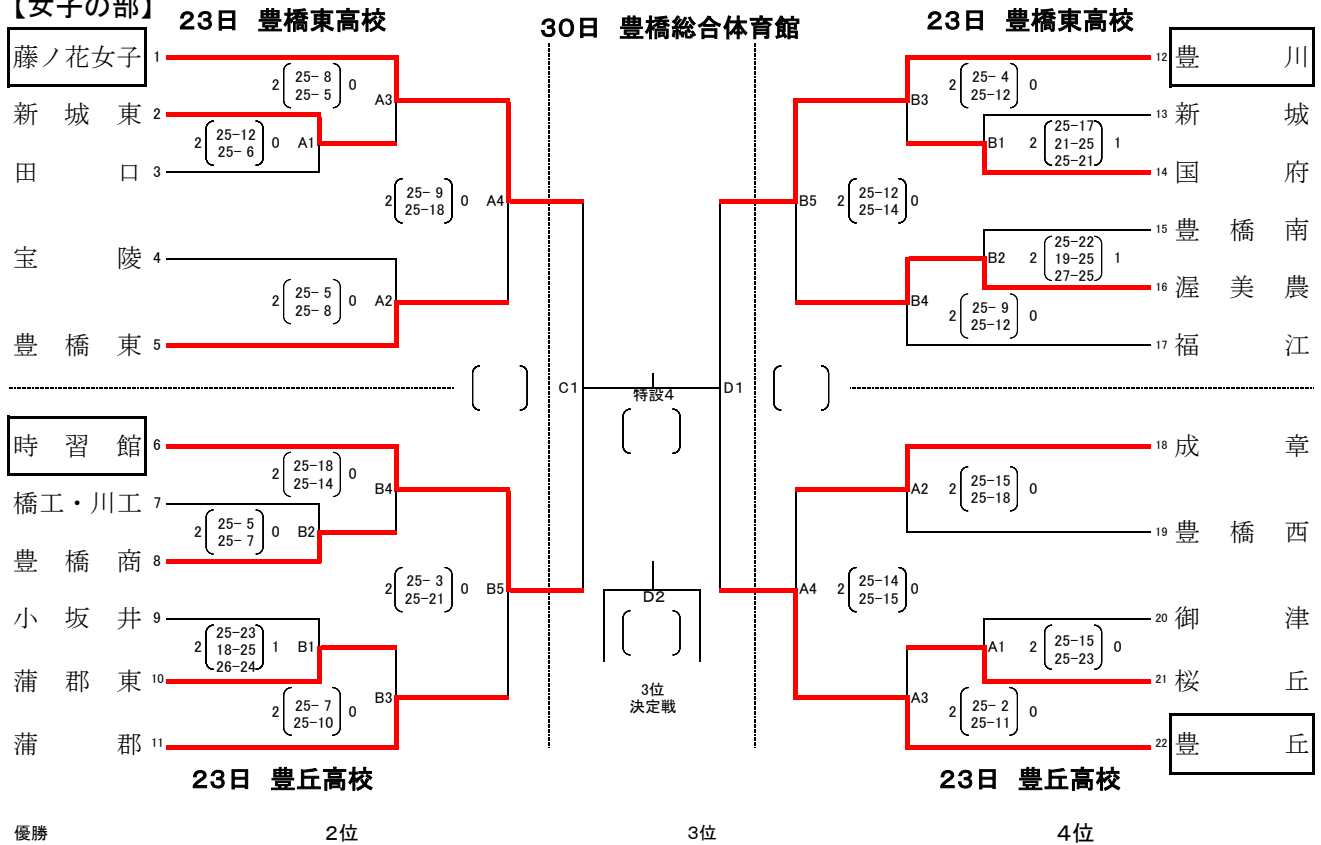 【女子の部】
23日 豊橋東高校
30日 豊橋総合体育館
23日 豊橋東高校
藤ノ花女子 1
新城東 2
田口 3
宝陵 4
豊橋東 5
時習館 6
橋工・川工 7
豊橋商 8
小坂井 9
蒲郡東 10
蒲郡 11
2 25-8 0 A3
25-5
2 25-12 0 A1
25-6
2 25-9 0 A4
25-18
2 25-5 0 A2
25-8
2 25-18 0 B4
25-14
2 25-5 0 B2
25-7
2 25-3 0 B5
25-21
2 25-23 1 B1
18-25
26-24
2 25-7 0 B3
25-10
C1
特設4
D1
D2
3位
決定戦
12 豊川
13 新城
14 国府
15 豊橋南
16 渥美農
17 福江
18 成章
19 豊橋西
20 御津
21 桜丘
22 豊丘
B3 2 25-4 0
25-12
B1 2 25-17 1
21-25
25-21
B5 2 25-12 0
25-14
B2 2 25-22 1
19-25
27-25
B4 2 25-9 0
25-12
A2 2 25-15 0
25-18
A4 2 25-14 0
25-15
A1 2 25-15 0
25-23
A3 2 25-2 0
25-11
23日 豊丘高校
23日 豊丘高校
優勝
2位
3位
4位